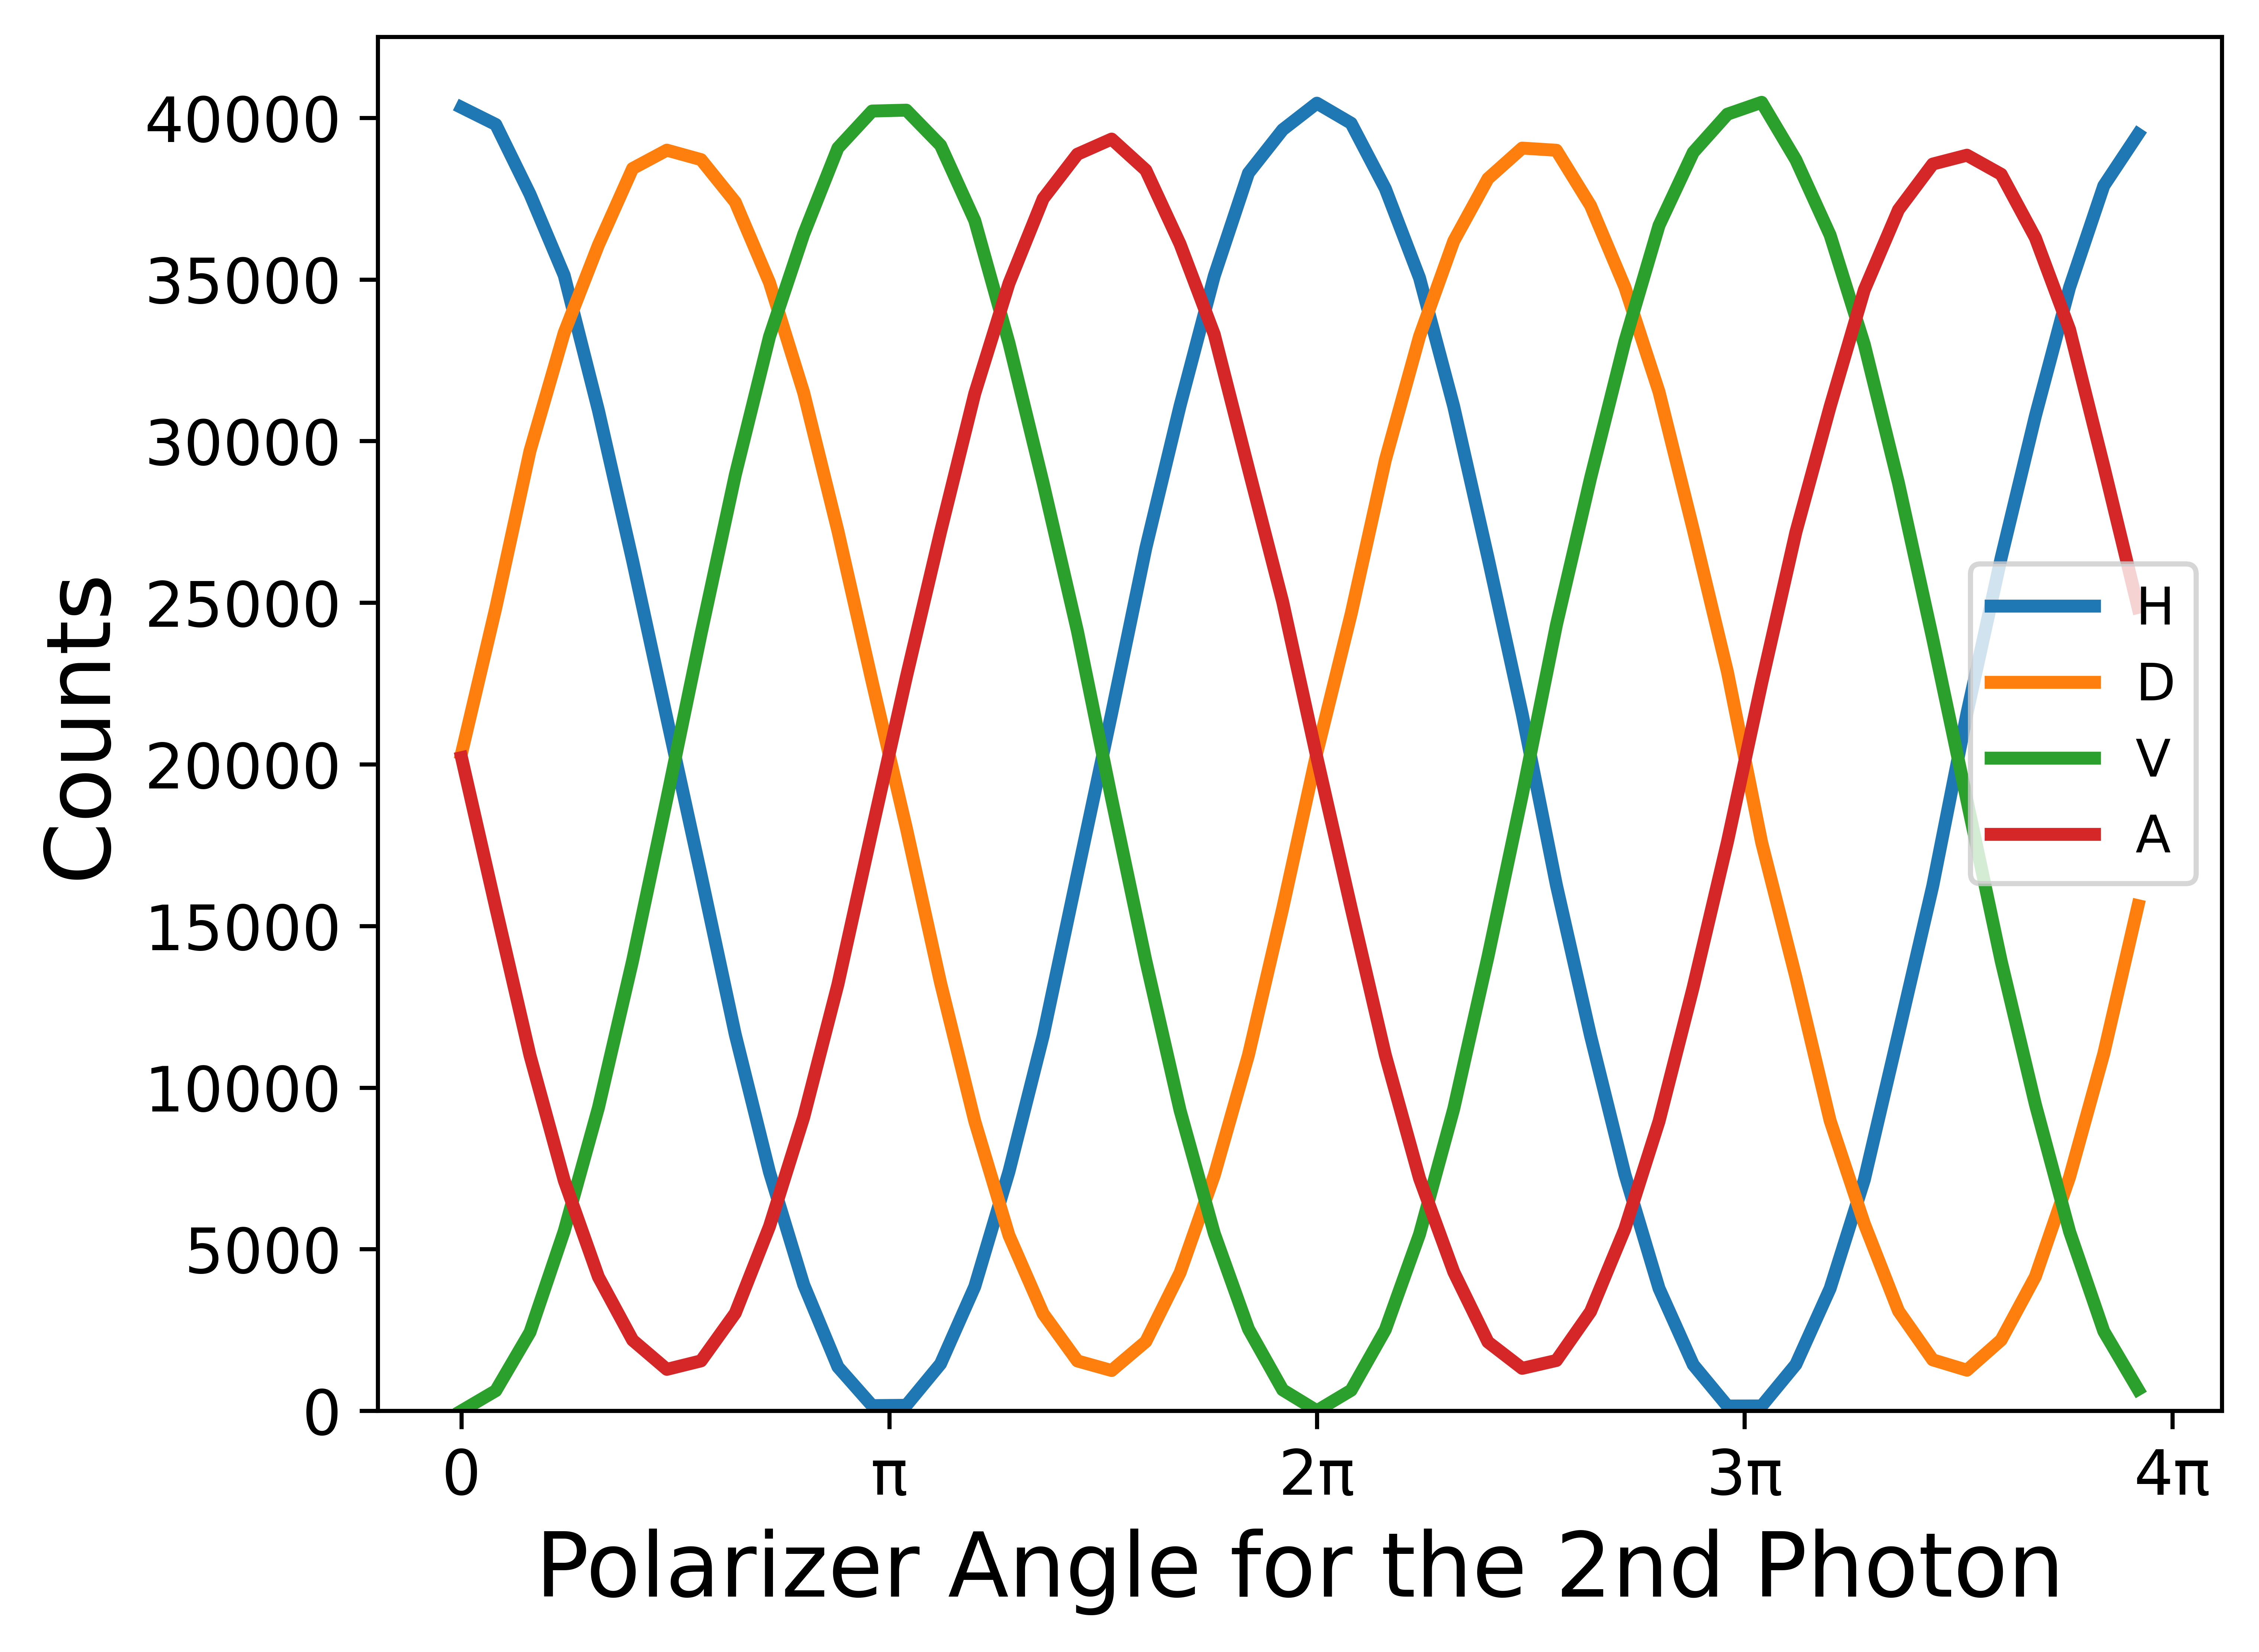 Counts
40000
35000
30000
25000
20000
15000
10000
5000
0
0 π 2π 3π 4π
Polarizer Angle for the 2nd Photon
H
D
V
A